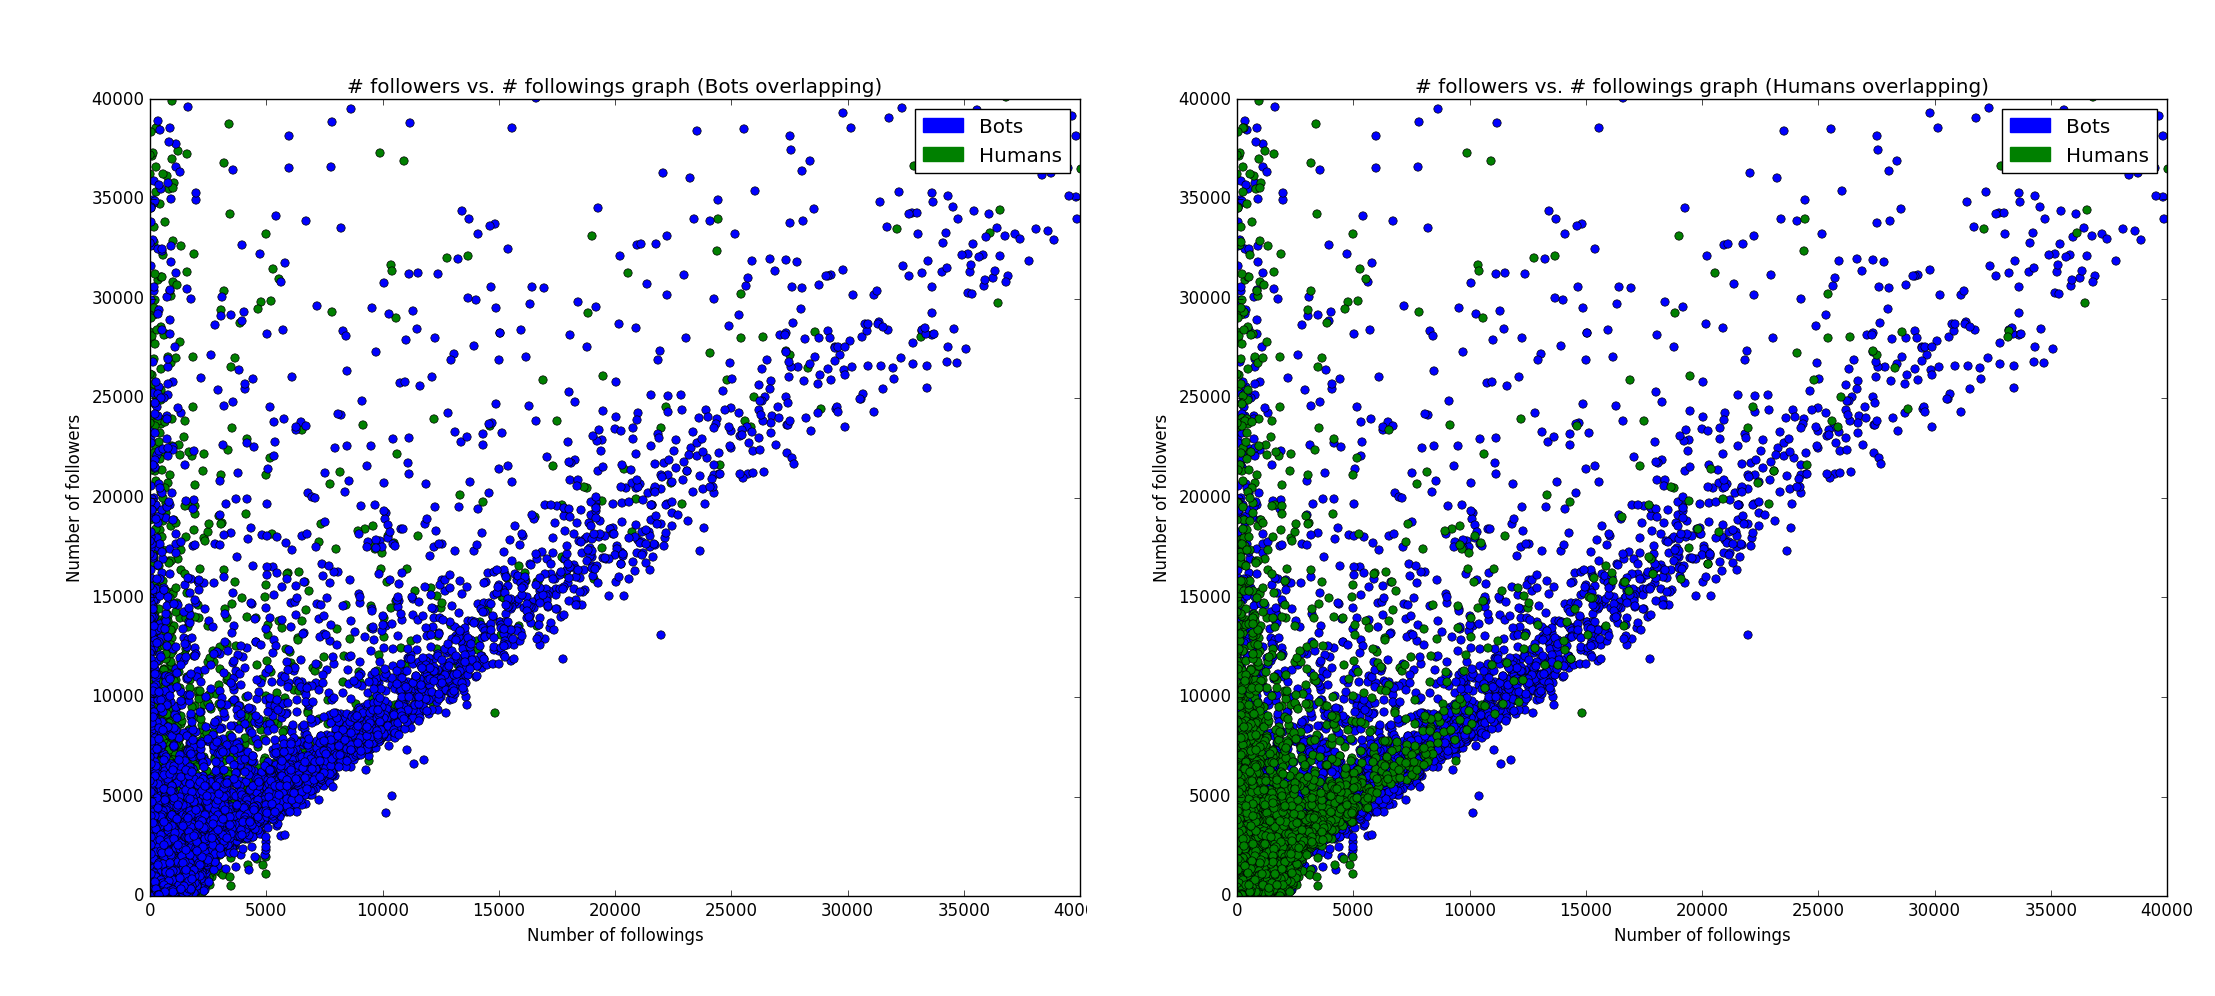 # followers vs. # followings graph (Bots overlapping)
40000
35000
30000
25000
20000
15000
10000
5000
0
Number of followers
Bots
Humans
0 5000 10000 15000 20000 25000 30000 35000 4000
Number of followings
# followers vs. # followings graph (Humans overlapping)
40000
35000
30000
25000
20000
15000
10000
5000
0
Number of followers
Bots
Humans
0 5000 10000 15000 20000 25000 30000 35000 40000
Number of followings